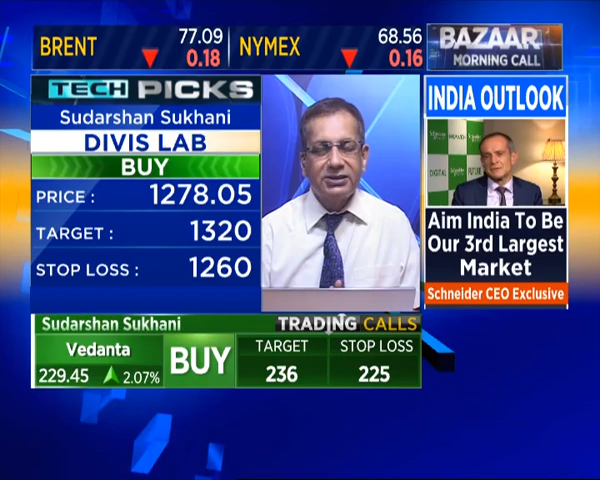 BRENT 77.09 0.18 NYMEX 68.56 0.16
BAZAAR
MORNING CALL
TECH PICKS
Sudarshan Sukhani
DIVIS LAB
BUY
PRICE : 1278.05
TARGET : 1320
STOP LOSS : 1260
INDIA OUTLOOK
DIGITAL
FUTURE
Aim India To Be
Our 3rd Largest
Market
Schneider CEO Exclusive
Sudarshan Sukhani TRADING CALLS
Vedanta
229.45 2.07%
BUY
TARGET STOP LOSS
236 225